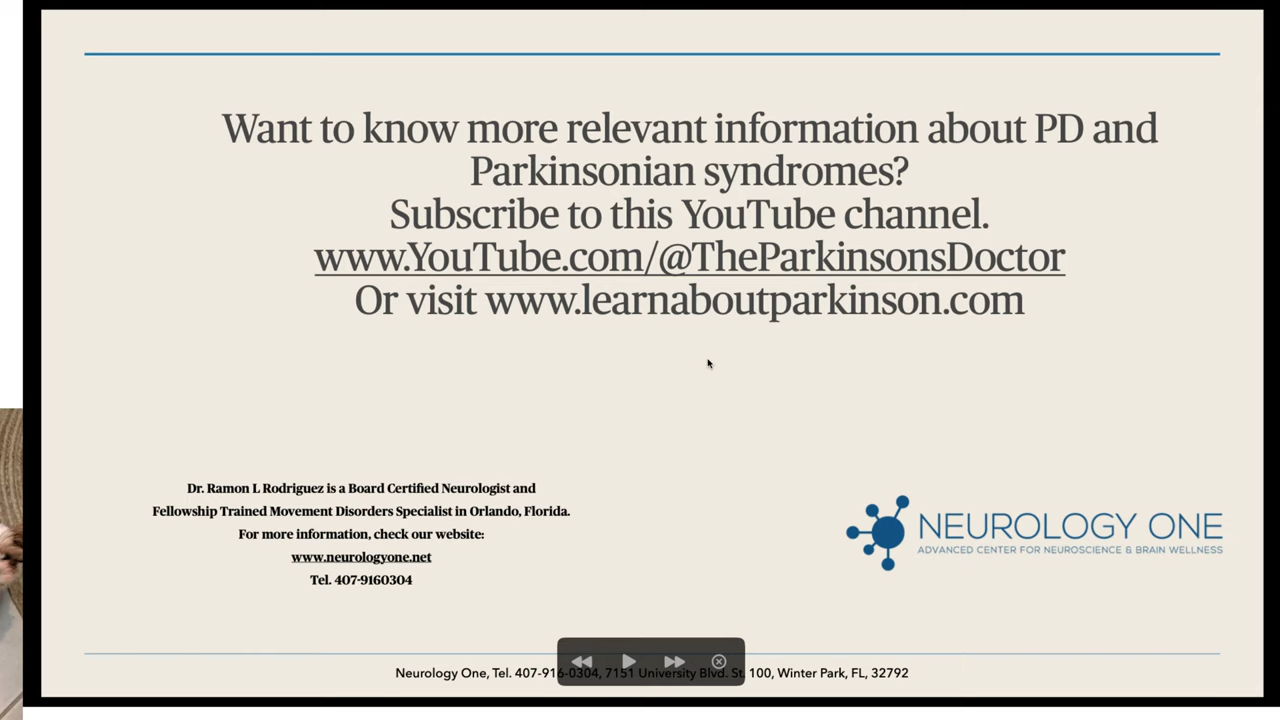 Want to know more relevant information about PD and
Parkinsonian syndromes?
Subscribe to this YouTube channel.
www.YouTube.com/@TheParkinsonsDoctor
Or visit www.learnaboutparkinson.com
Dr. Ramon L Rodriguez is a Board Certified Neurologist and
Fellowship Trained Movement Disorders Specialist in Orlando, Florida.
For more information, check our website:
www.neurologyone.net
Tel. 407-9160304
NEUROLOGY ONE
ADVANCED CENTER FOR NEUROSCIENCE & BRAIN WELLNESS
Neurology One, Tel. 407-916-0304, 7151 University Blvd. St. 100, Winter Park, FL, 32792